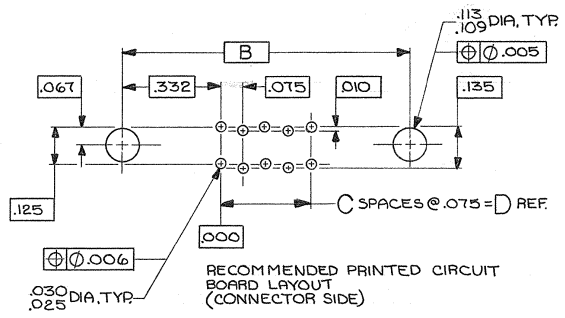 .113
.109 DIA. TYP.
B
⌖ Ø .005
.067
.332
.075
.010
.135
.125
C SPACES @ .075 = D REF.
.000
⌖ Ø .006
.030
.025 DIA. TYP.
RECOMMENDED PRINTED CIRCUIT
BOARD LAYOUT
(CONNECTOR SIDE)